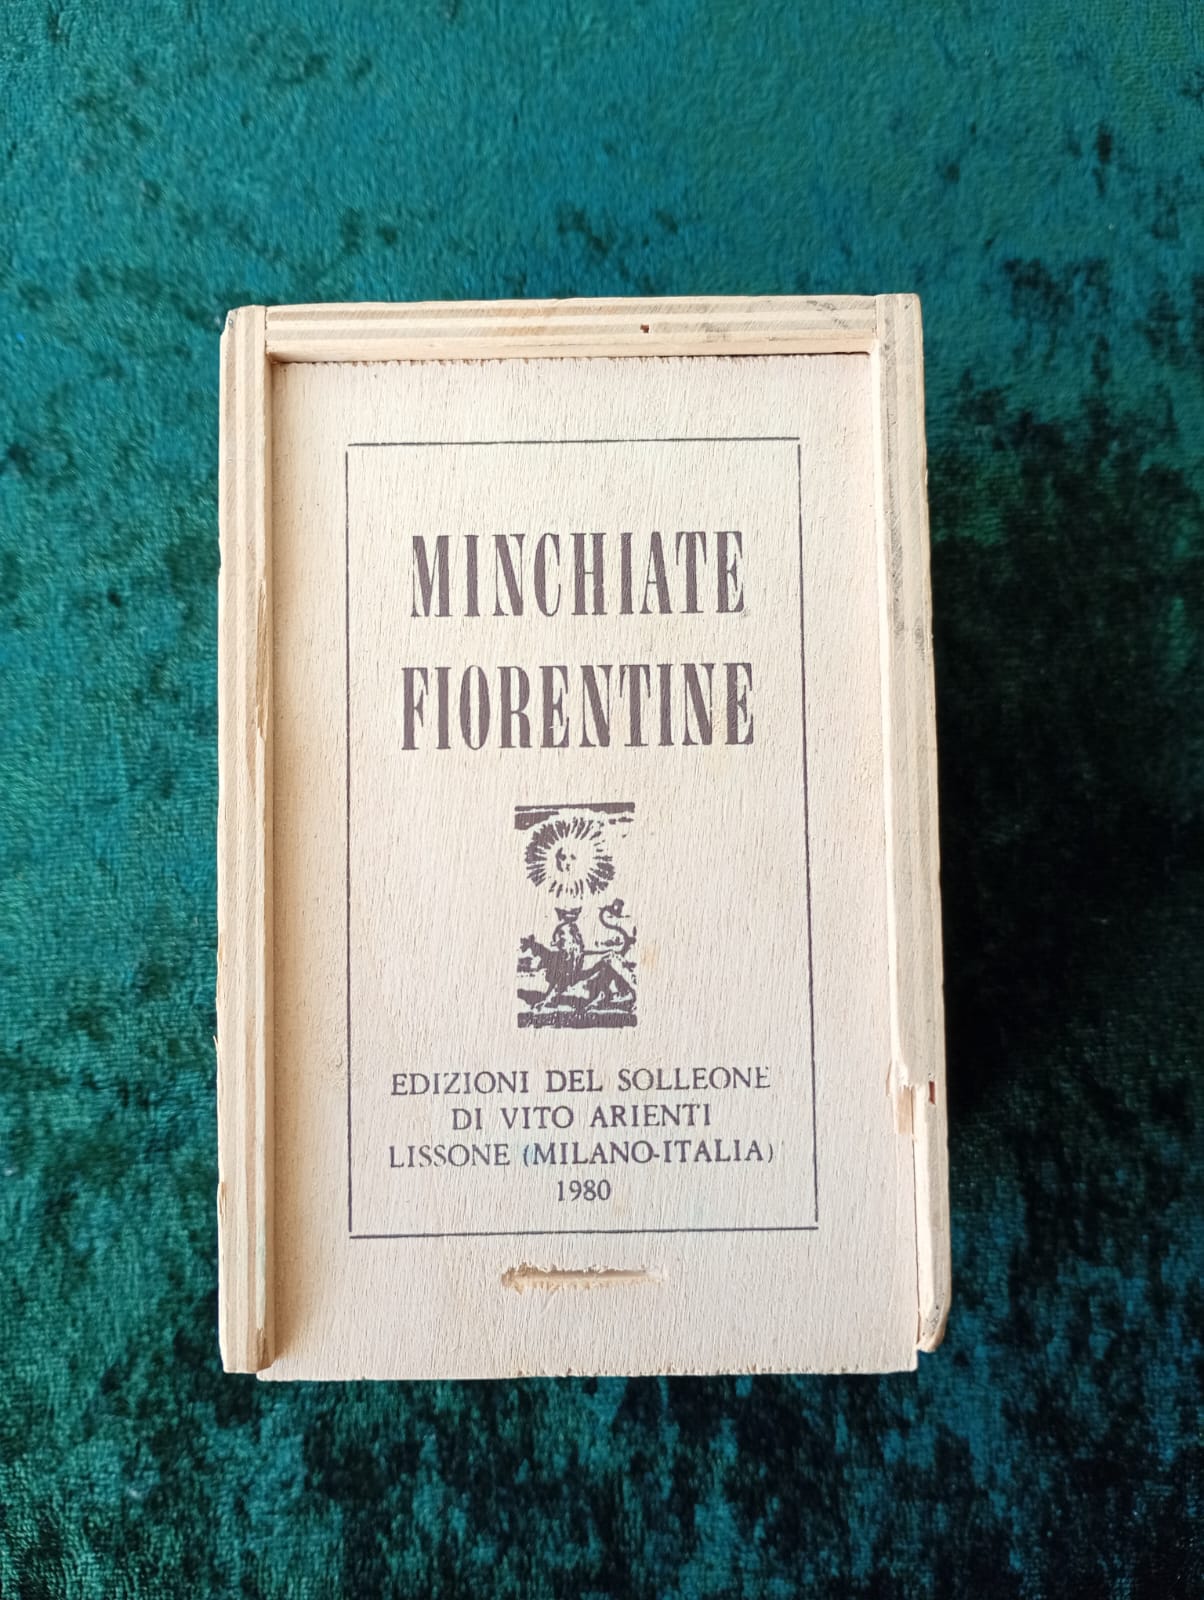 MINCHIATE
FIORENTINE
EDIZIONI DEL SOLLEONE
DI VITO ARIENTI
LISSONE (MILANO-ITALIA)
1980